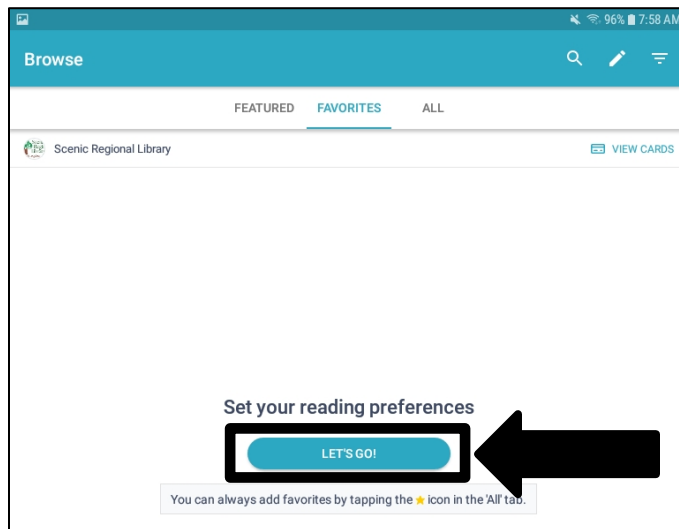 96% 7:58 AM
Browse
FEATURED FAVORITES ALL
Scenic Regional Library VIEW CARDS
Set your reading preferences
LET'S GO!
You can always add favorites by tapping the ★ icon in the 'All' tab.